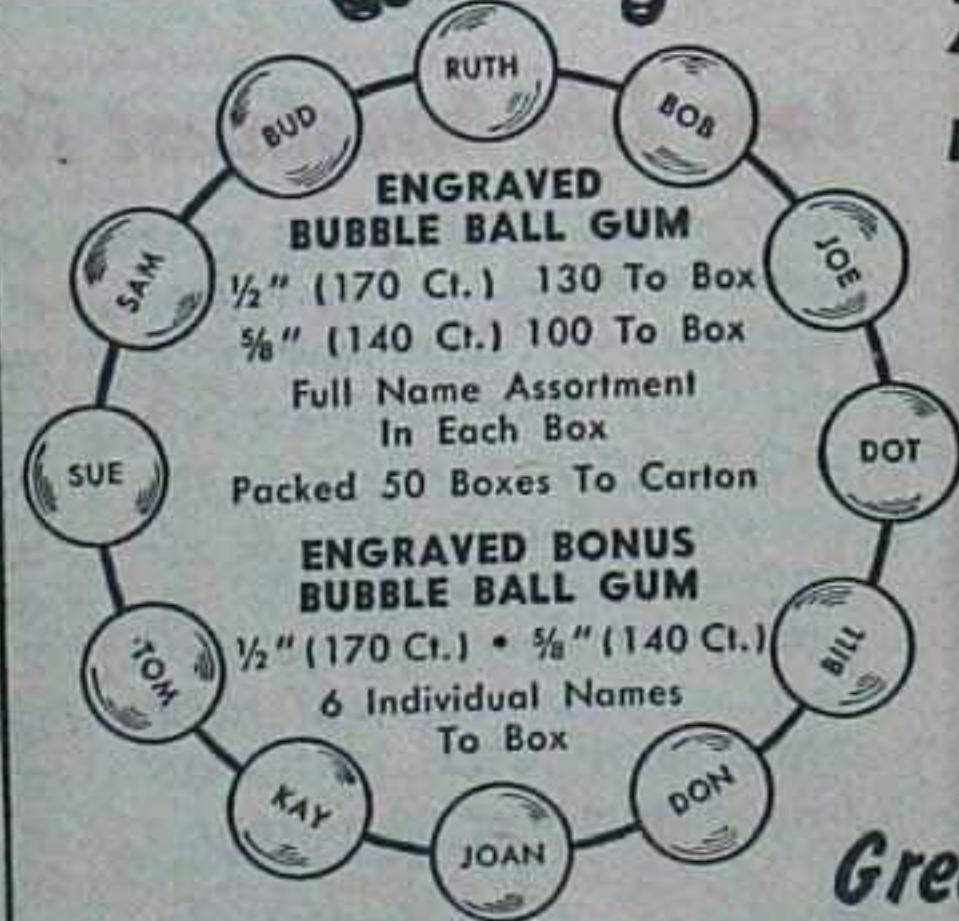 RUTH
BUD
BOB
SAM
JOE
ENGRAVED
BUBBLE BALL GUM
½" (170 Ct.) 130 To Box
⅝" (140 Ct.) 100 To Box
Full Name Assortment
In Each Box
SUE
DOT
Packed 50 Boxes To Carton
ENGRAVED BONUS
BUBBLE BALL GUM
½" (170 Ct.) • ⅝" (140 Ct.)
6 Individual Names
To Box
TOM
BILL
KAY
DON
JOAN